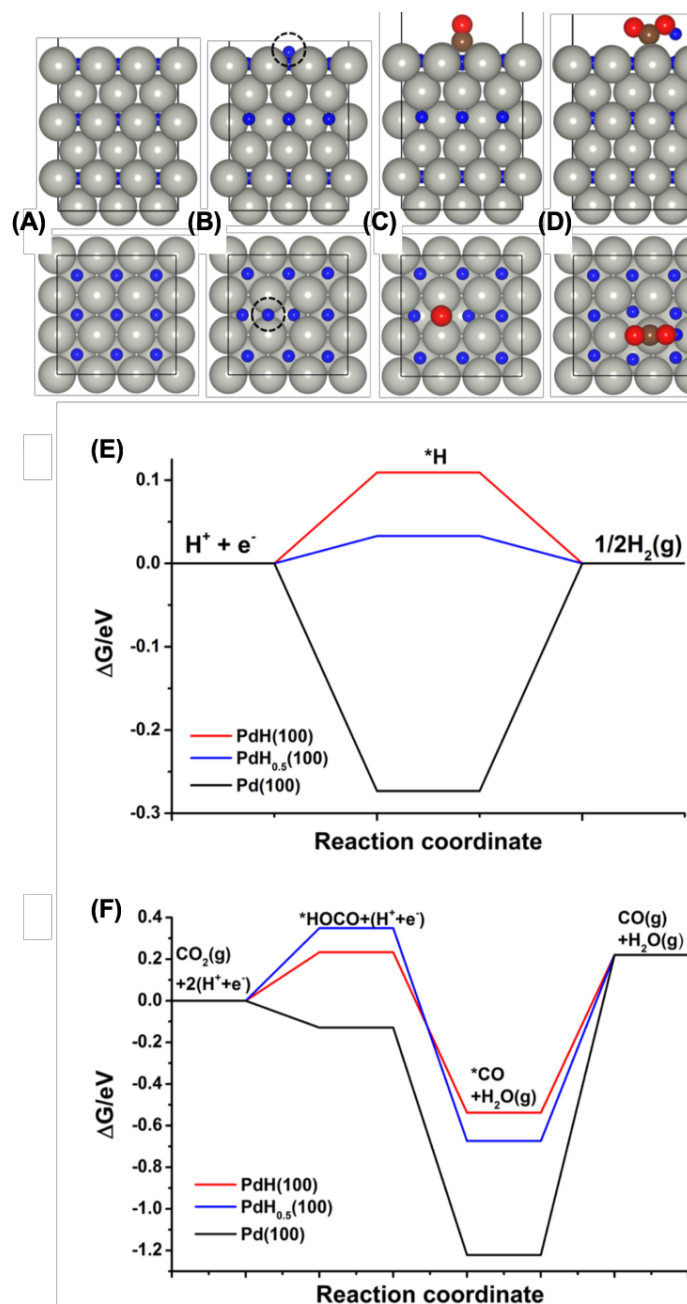 (A)
(B)
(C)
(D)
(E)
*H
0.1
H⁺ + e⁻
1/2H₂(g)
0.0
ΔG/eV
-0.1
-0.2
PdH(100)
PdH₀.₅(100)
Pd(100)
-0.3
Reaction coordinate
(F)
0.4
*HOCO+(H⁺+e⁻)
CO(g)
+H₂O(g)
CO₂(g)
0.2
+2(H⁺+e⁻)
0.0
-0.2
ΔG/eV
*CO
-0.4
+H₂O(g)
-0.6
-0.8
PdH(100)
-1.0
PdH₀.₅(100)
Pd(100)
-1.2
Reaction coordinate